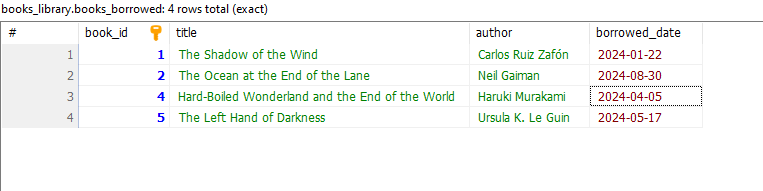 books_library.books_borrowed: 4 rows total (exact)
# book_id title author borrowed_date
1 1 The Shadow of the Wind Carlos Ruiz Zafón 2024-01-22
2 2 The Ocean at the End of the Lane Neil Gaiman 2024-08-30
3 4 Hard-Boiled Wonderland and the End of the World Haruki Murakami 2024-04-05
4 5 The Left Hand of Darkness Ursula K. Le Guin 2024-05-17